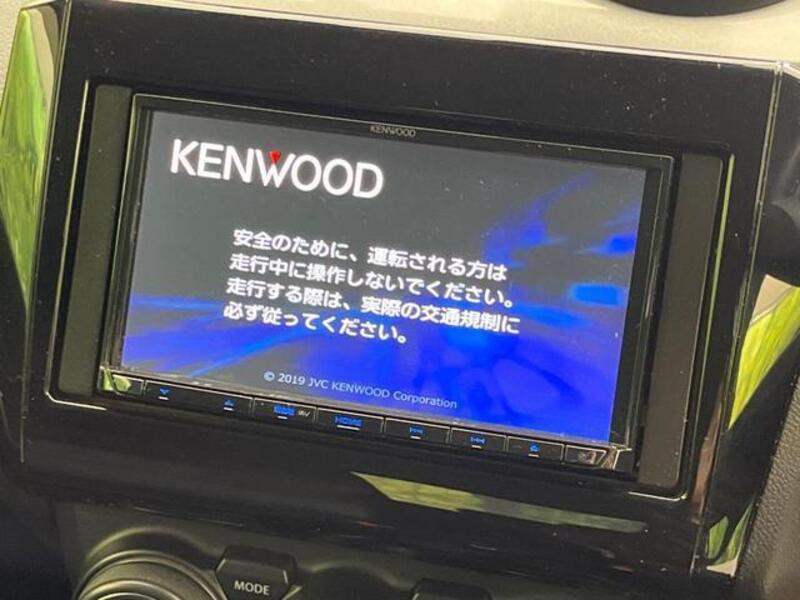 KENWOOD
KENWOOD
安全のために、運転される方は
走行中に操作しないでください。
走行する際は、実際の交通規制に
必ず従ってください。
© 2019 JVC KENWOOD Corporation
HOME
MODE